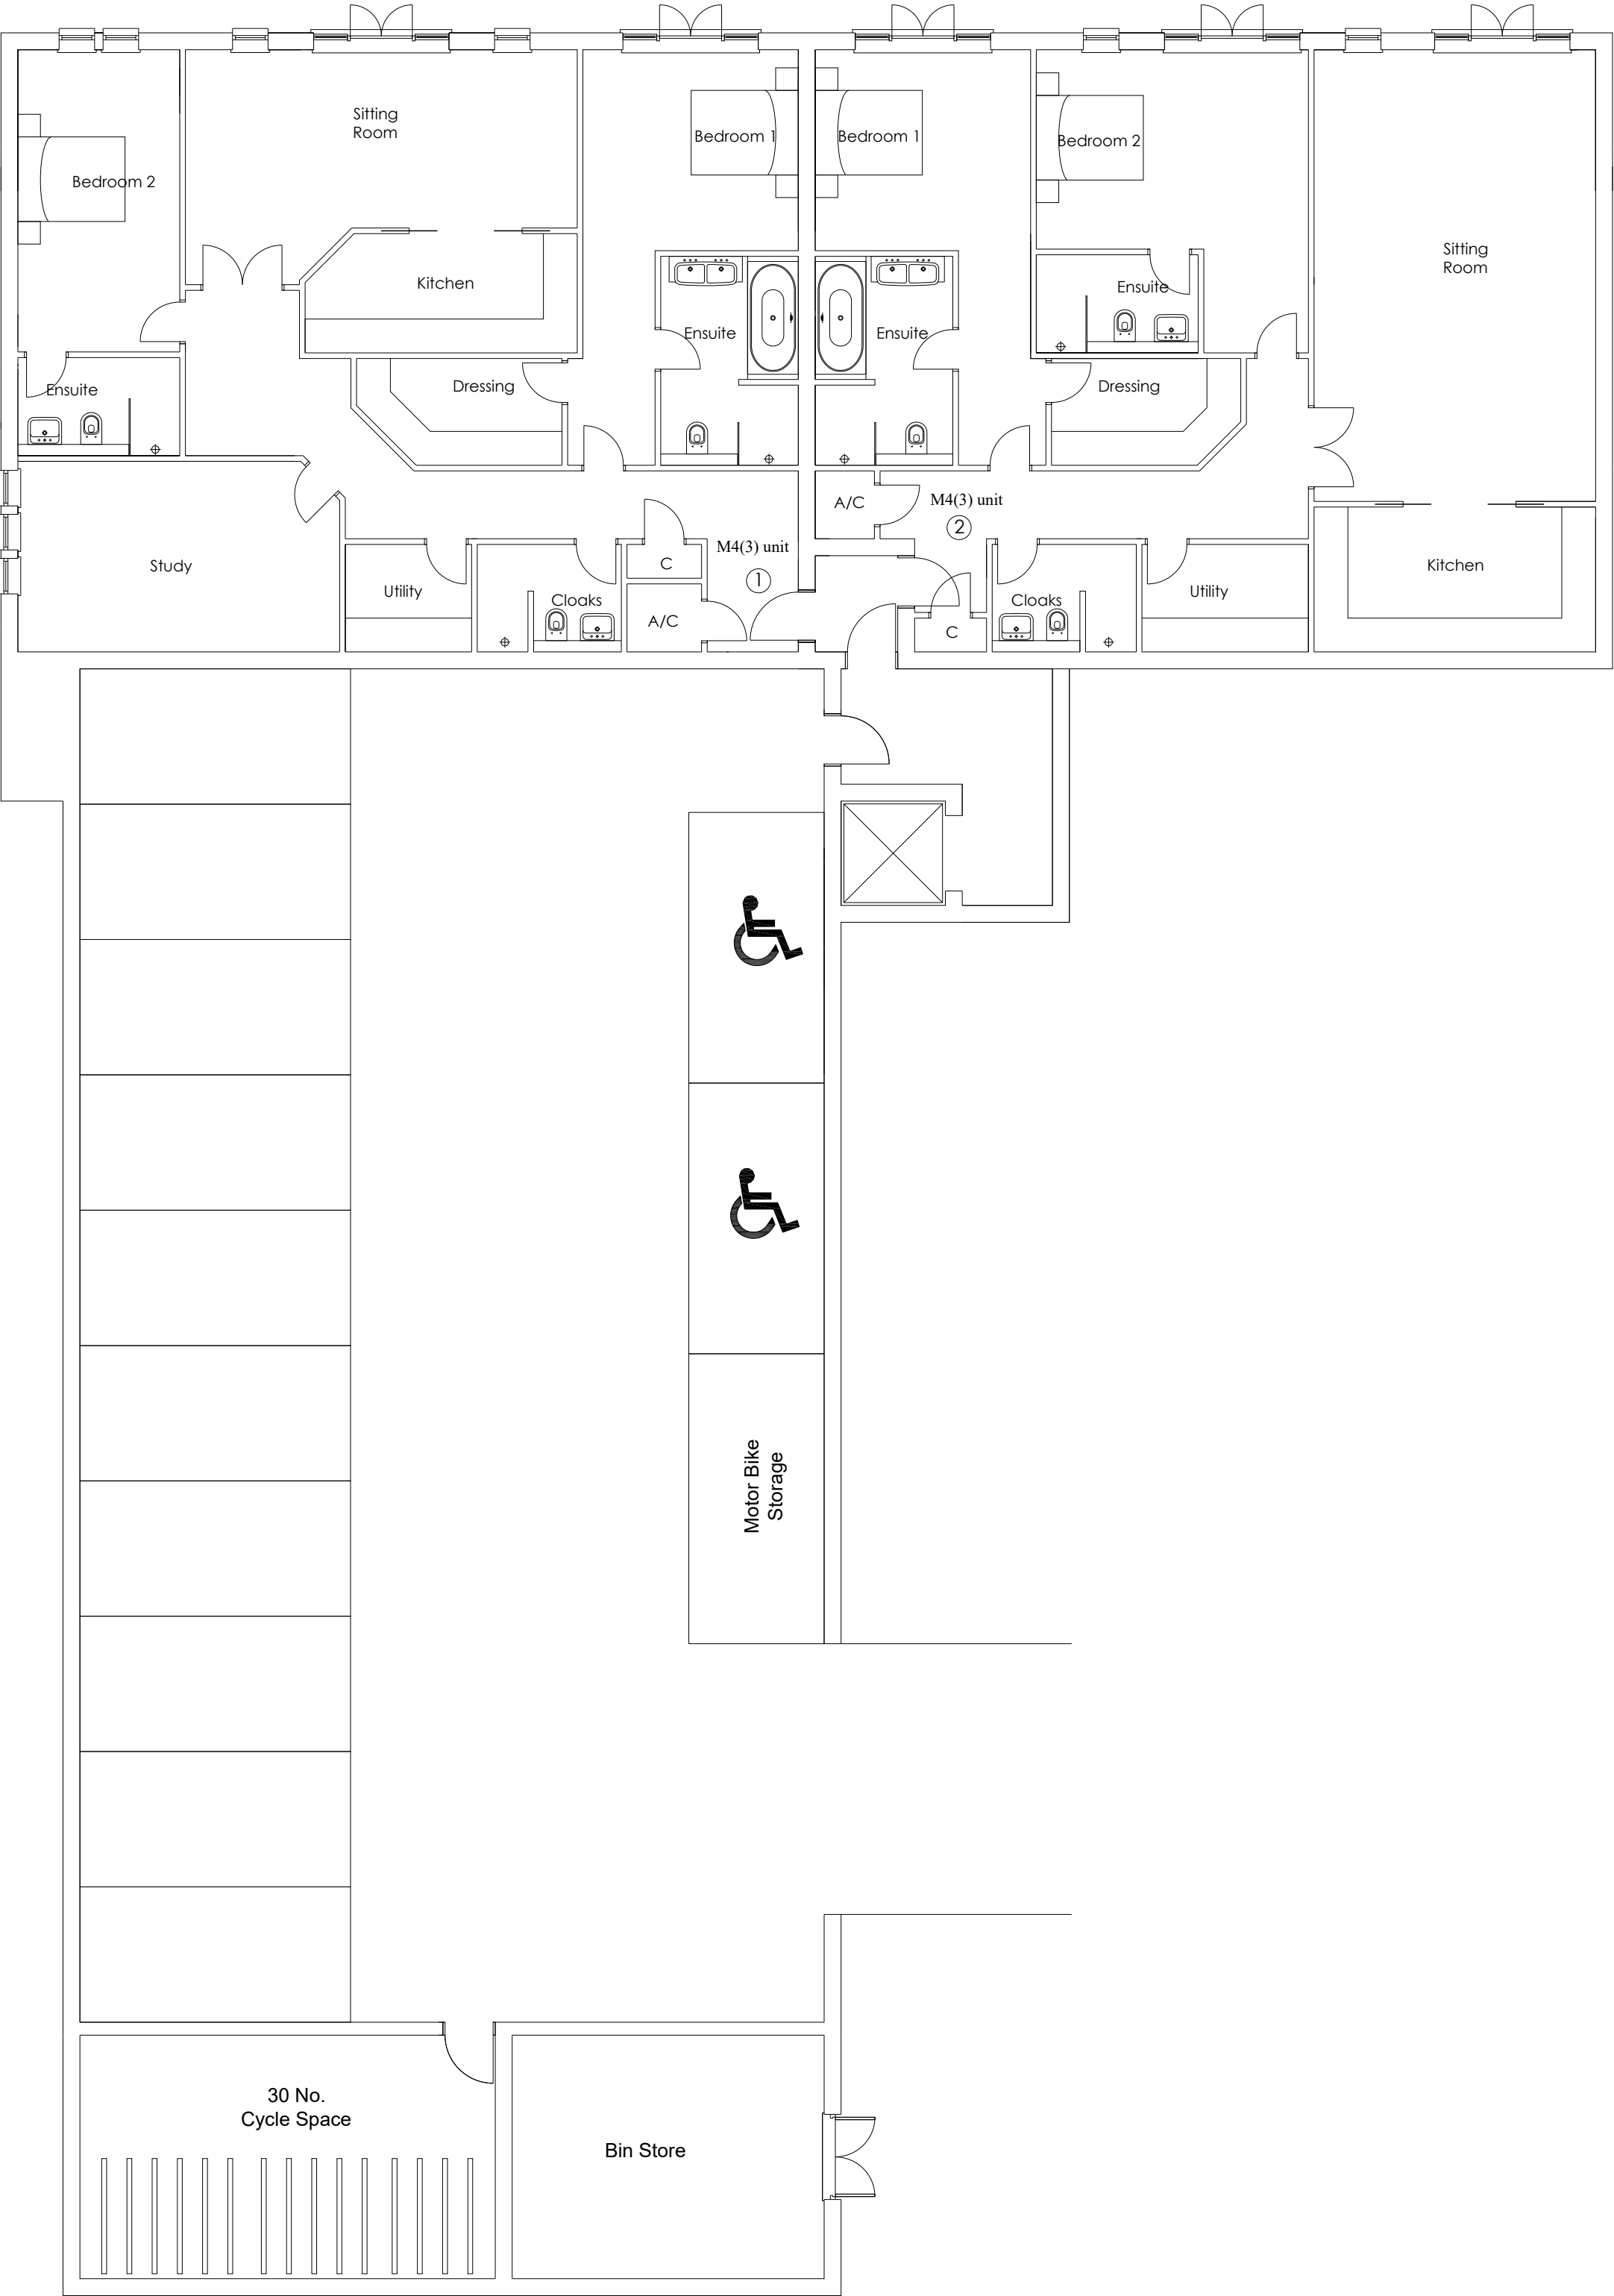 Sitting
Room
Bedroom 1
Bedroom 1
Bedroom 2
Bedroom 2
Sitting
Room
Kitchen
Ensuite
Ensuite
Ensuite
Ensuite
Dressing
Dressing
A/C
M4(3) unit
2
M4(3) unit
1
Study
C
Kitchen
Utility
Cloaks
A/C
C
Cloaks
Utility
Motor Bike
Storage
30 No.
Cycle Space
Bin Store